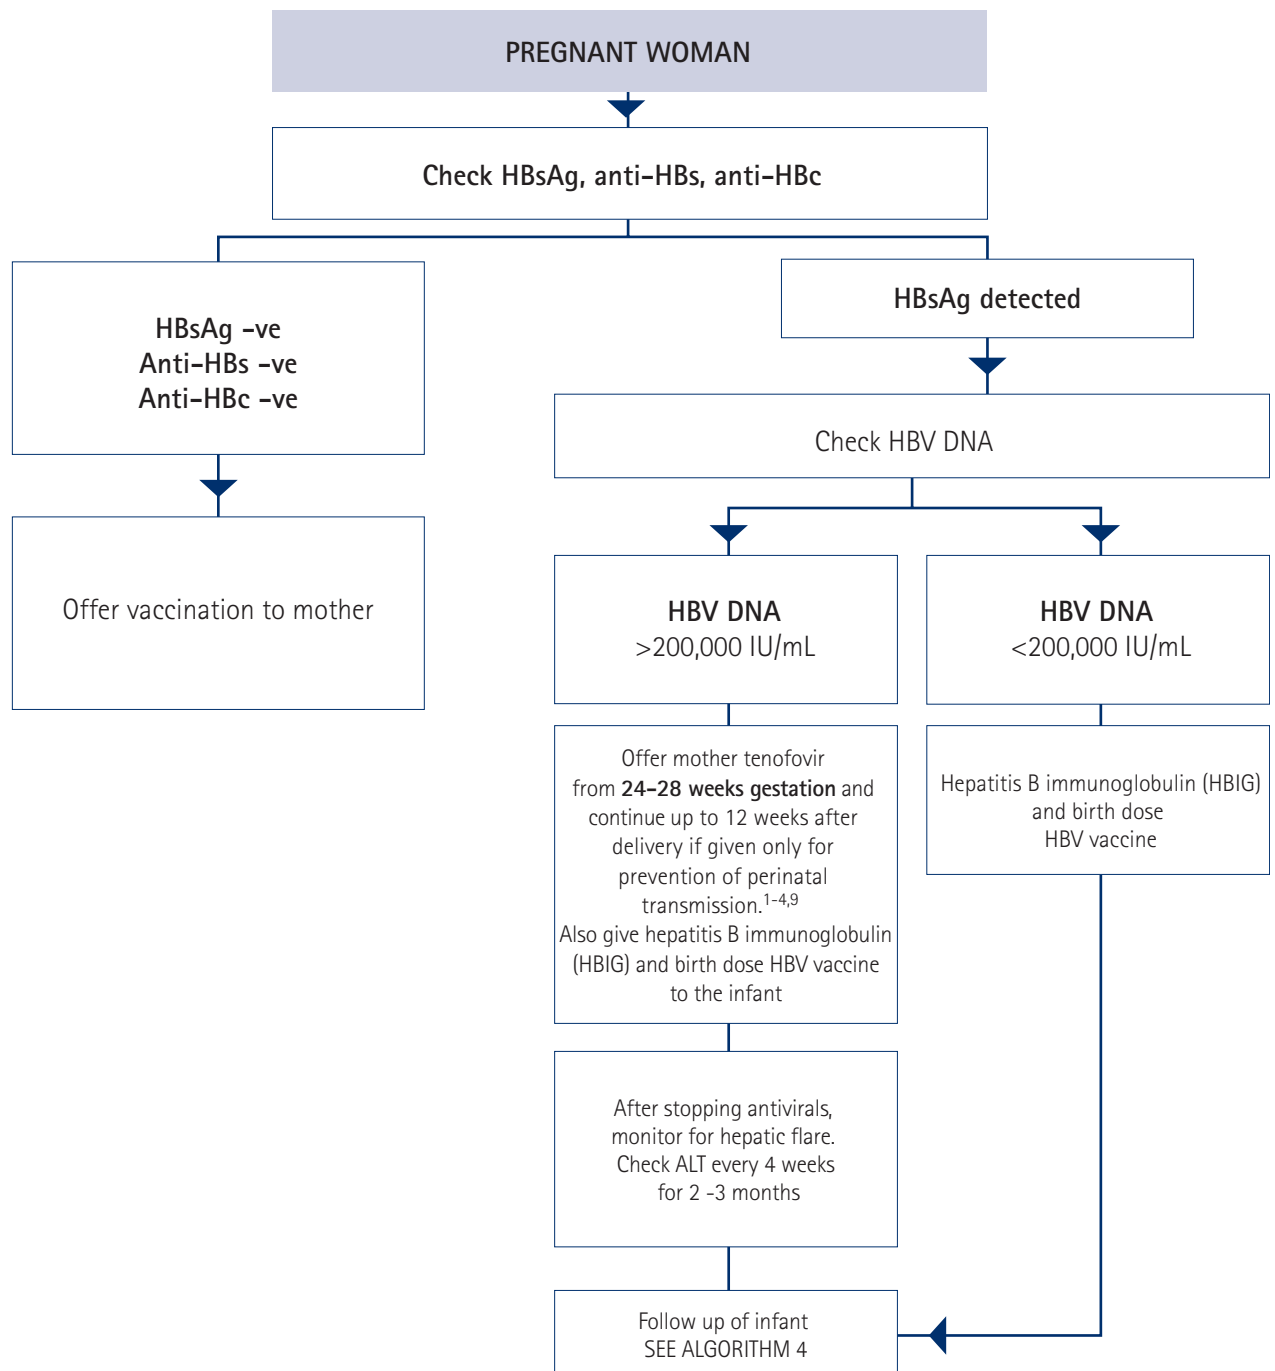 PREGNANT WOMAN
Check HBsAg, anti-HBs, anti-HBc
HBsAg -ve
Anti-HBs -ve
Anti-HBc -ve
Offer vaccination to mother
HBsAg detected
Check HBV DNA
HBV DNA
>200,000 IU/mL
HBV DNA
<200,000 IU/mL
Offer mother tenofovir
from 24-28 weeks gestation and
continue up to 12 weeks after
delivery if given only for
prevention of perinatal
transmission.1-4,9
Also give hepatitis B immunoglobulin
(HBIG) and birth dose HBV vaccine
to the infant
Hepatitis B immunoglobulin (HBIG)
and birth dose
HBV vaccine
After stopping antivirals,
monitor for hepatic flare.
Check ALT every 4 weeks
for 2 -3 months
Follow up of infant
SEE ALGORITHM 4